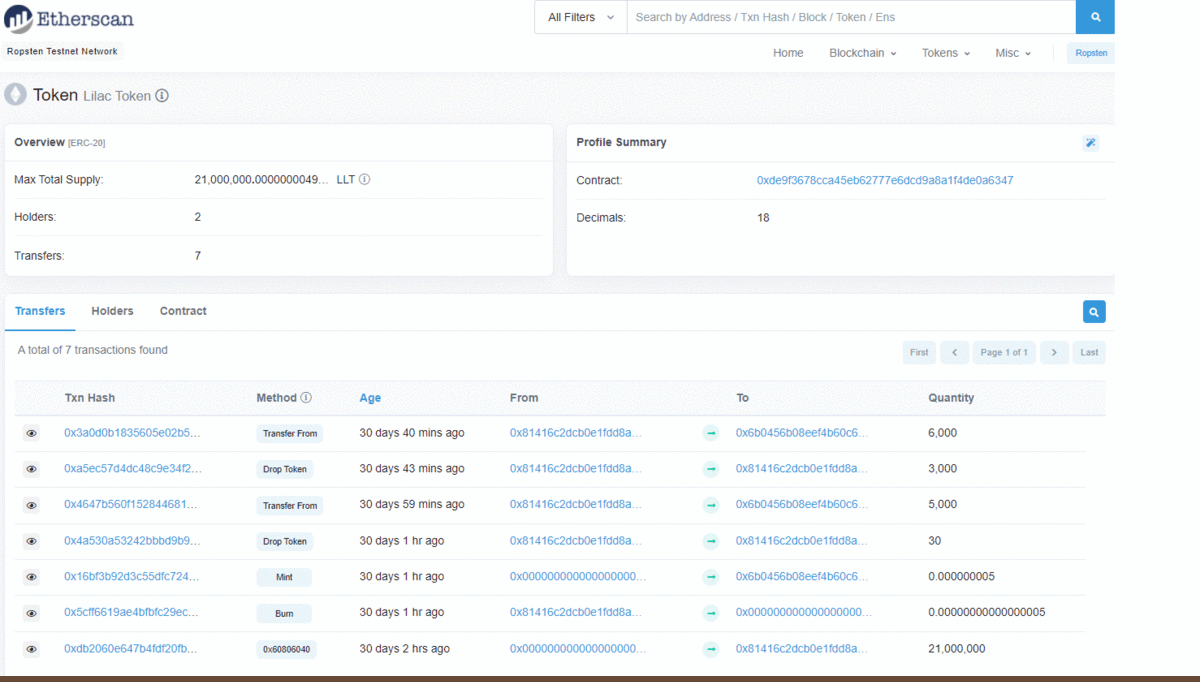 Etherscan
All Filters Search by Address / Txn Hash / Block / Token / Ens
Ropsten Testnet Network
Home Blockchain Tokens Misc Ropsten
Token Lilac Token
Overview [ERC-20]
Profile Summary
Max Total Supply: 21,000,000.0000000049... LLT
Contract: 0xde9f3678cca45eb62777e6dcd9a8a1f4de0a6347
Holders: 2
Decimals: 18
Transfers: 7
Transfers Holders Contract
A total of 7 transactions found
First Page 1 of 1 Last
Txn Hash Method Age From To Quantity
0x3a0d0b1835605e02b5... Transfer From 30 days 40 mins ago 0x81416c2dcb0e1fdd8a... 0x6b0456b08eef4b60c6... 6,000
0xa5ec57d4dc48c9e34f2... Drop Token 30 days 43 mins ago 0x81416c2dcb0e1fdd8a... 0x81416c2dcb0e1fdd8a... 3,000
0x4647b560f152844681... Transfer From 30 days 59 mins ago 0x81416c2dcb0e1fdd8a... 0x6b0456b08eef4b60c6... 5,000
0x4a530a53242bbbd9b9... Drop Token 30 days 1 hr ago 0x81416c2dcb0e1fdd8a... 0x81416c2dcb0e1fdd8a... 30
0x16bf3b92d3c55dfc724... Mint 30 days 1 hr ago 0x000000000000000000... 0x6b0456b08eef4b60c6... 0.000000005
0x5cff6619ae4bfbfc29ec... Burn 30 days 1 hr ago 0x81416c2dcb0e1fdd8a... 0x000000000000000000... 0.00000000000000005
0xdb2060e647b4fdf20fb... 0x60806040 30 days 2 hrs ago 0x000000000000000000... 0x81416c2dcb0e1fdd8a... 21,000,000